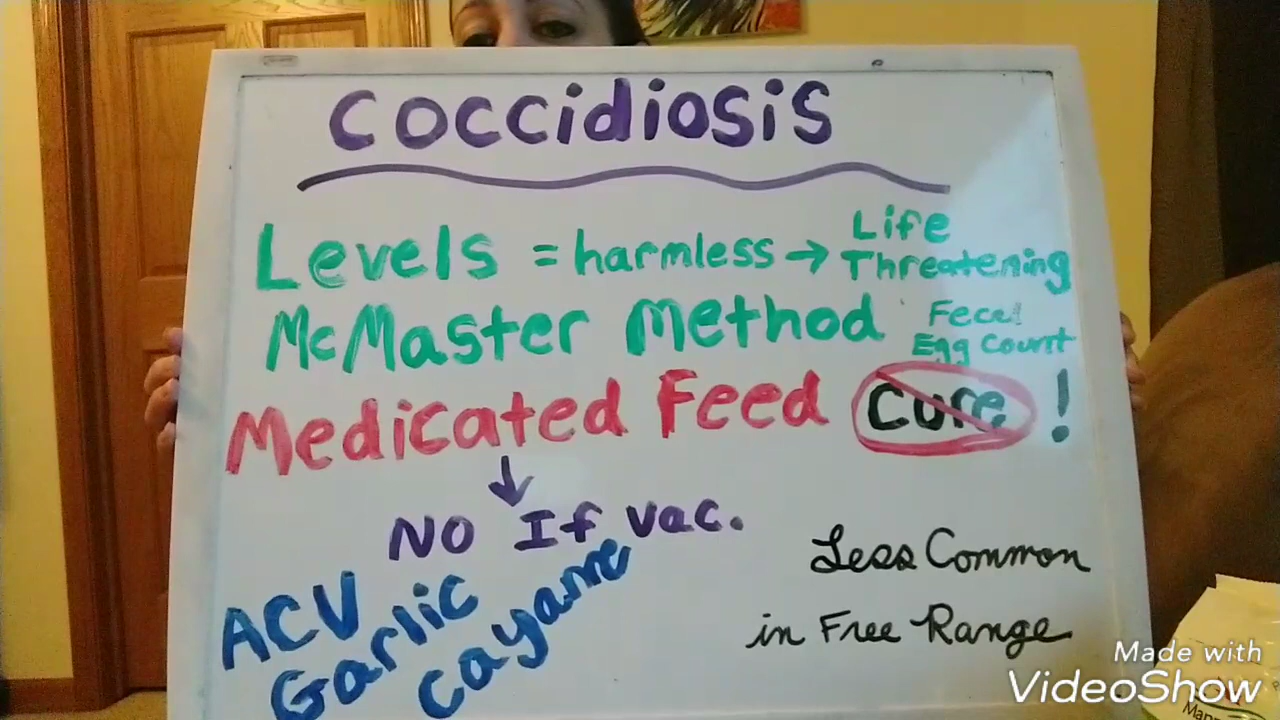 Coccidiosis
Levels = harmless → Life Threatening
McMaster Method Fecal Egg Count
Medicated Feed Cure !
↓
NO If vac.
ACV
Garlic
Cayanne
Less Common
in Free Range
Made with
VideoShow